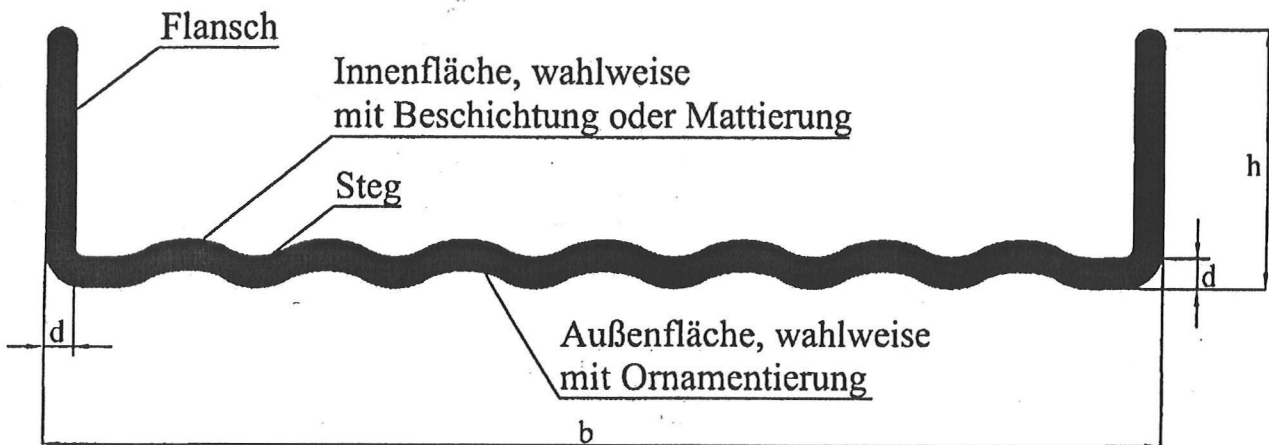 Flansch
Innenfläche, wahlweise
mit Beschichtung oder Mattierung
Steg
h
d
d
Außenfläche, wahlweise
mit Ornamentierung
b